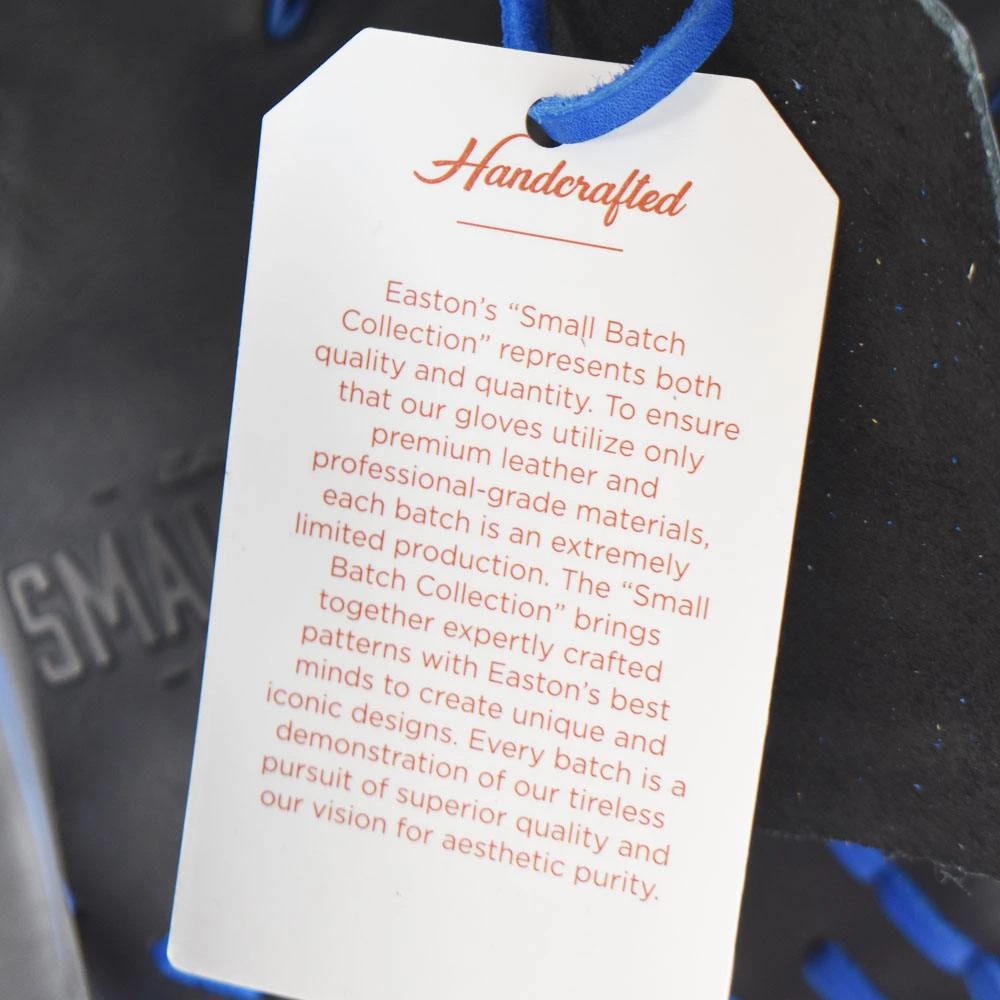 Handcrafted
Easton's “Small Batch
Collection” represents both
quality and quantity. To ensure
that our gloves utilize only
premium leather and
professional-grade materials,
each batch is an extremely
limited production. The “Small
Batch Collection” brings
together expertly crafted
patterns with Easton's best
minds to create unique and
iconic designs. Every batch is a
demonstration of our tireless
pursuit of superior quality and
our vision for aesthetic purity.
SMA